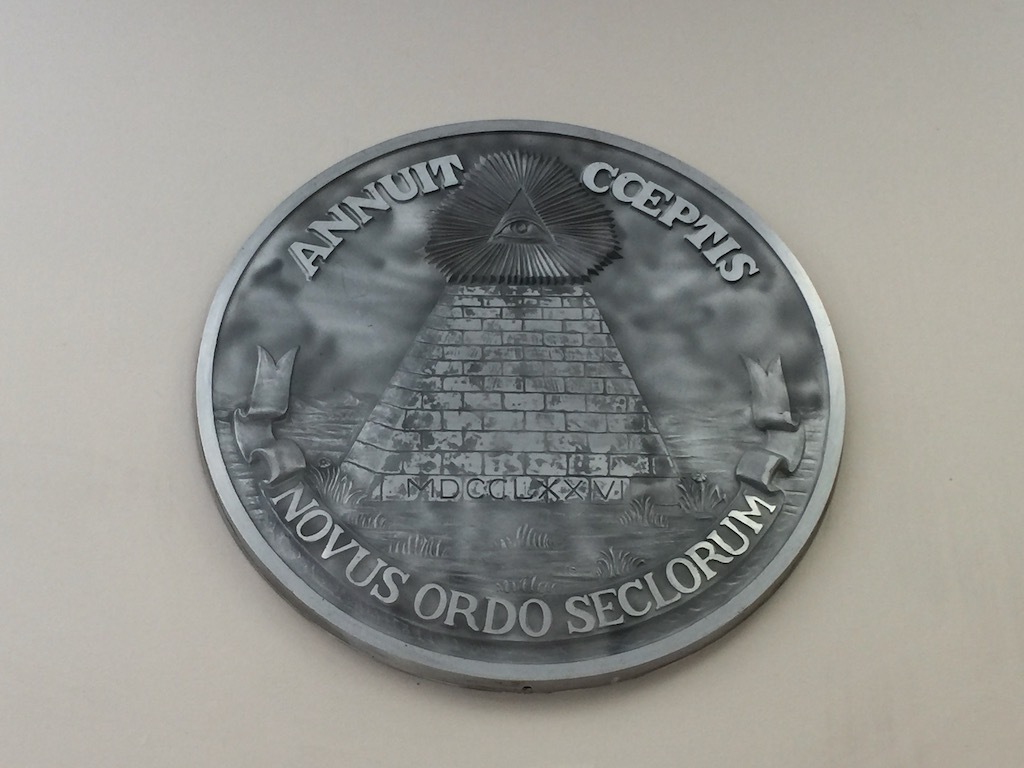 ANNUIT CŒPTIS
MDCCLXXVI
NOVUS ORDO SECLORUM